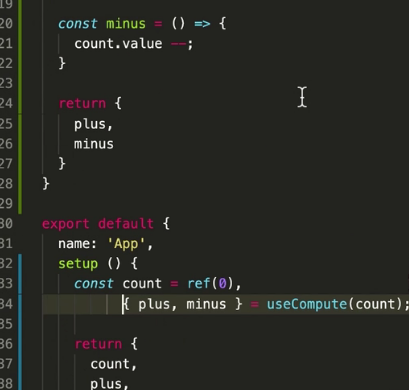 19
20 const minus = () => {
21 count.value --;
22 }
23
24 return {
25 plus,
26 minus
27 }
28 }
29
30 export default {
31 name: 'App',
32 setup () {
33 const count = ref(0),
34 { plus, minus } = useCompute(count);
35
36 return {
37 count,
38 plus,